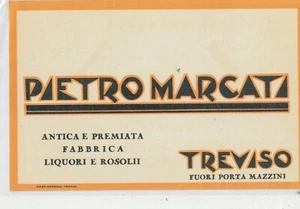 PIETRO MARCATI
ANTICA E PREMIATA
FABBRICA
LIQUORI E ROSOLII
TREVISO
FUORI PORTA MAZZINI